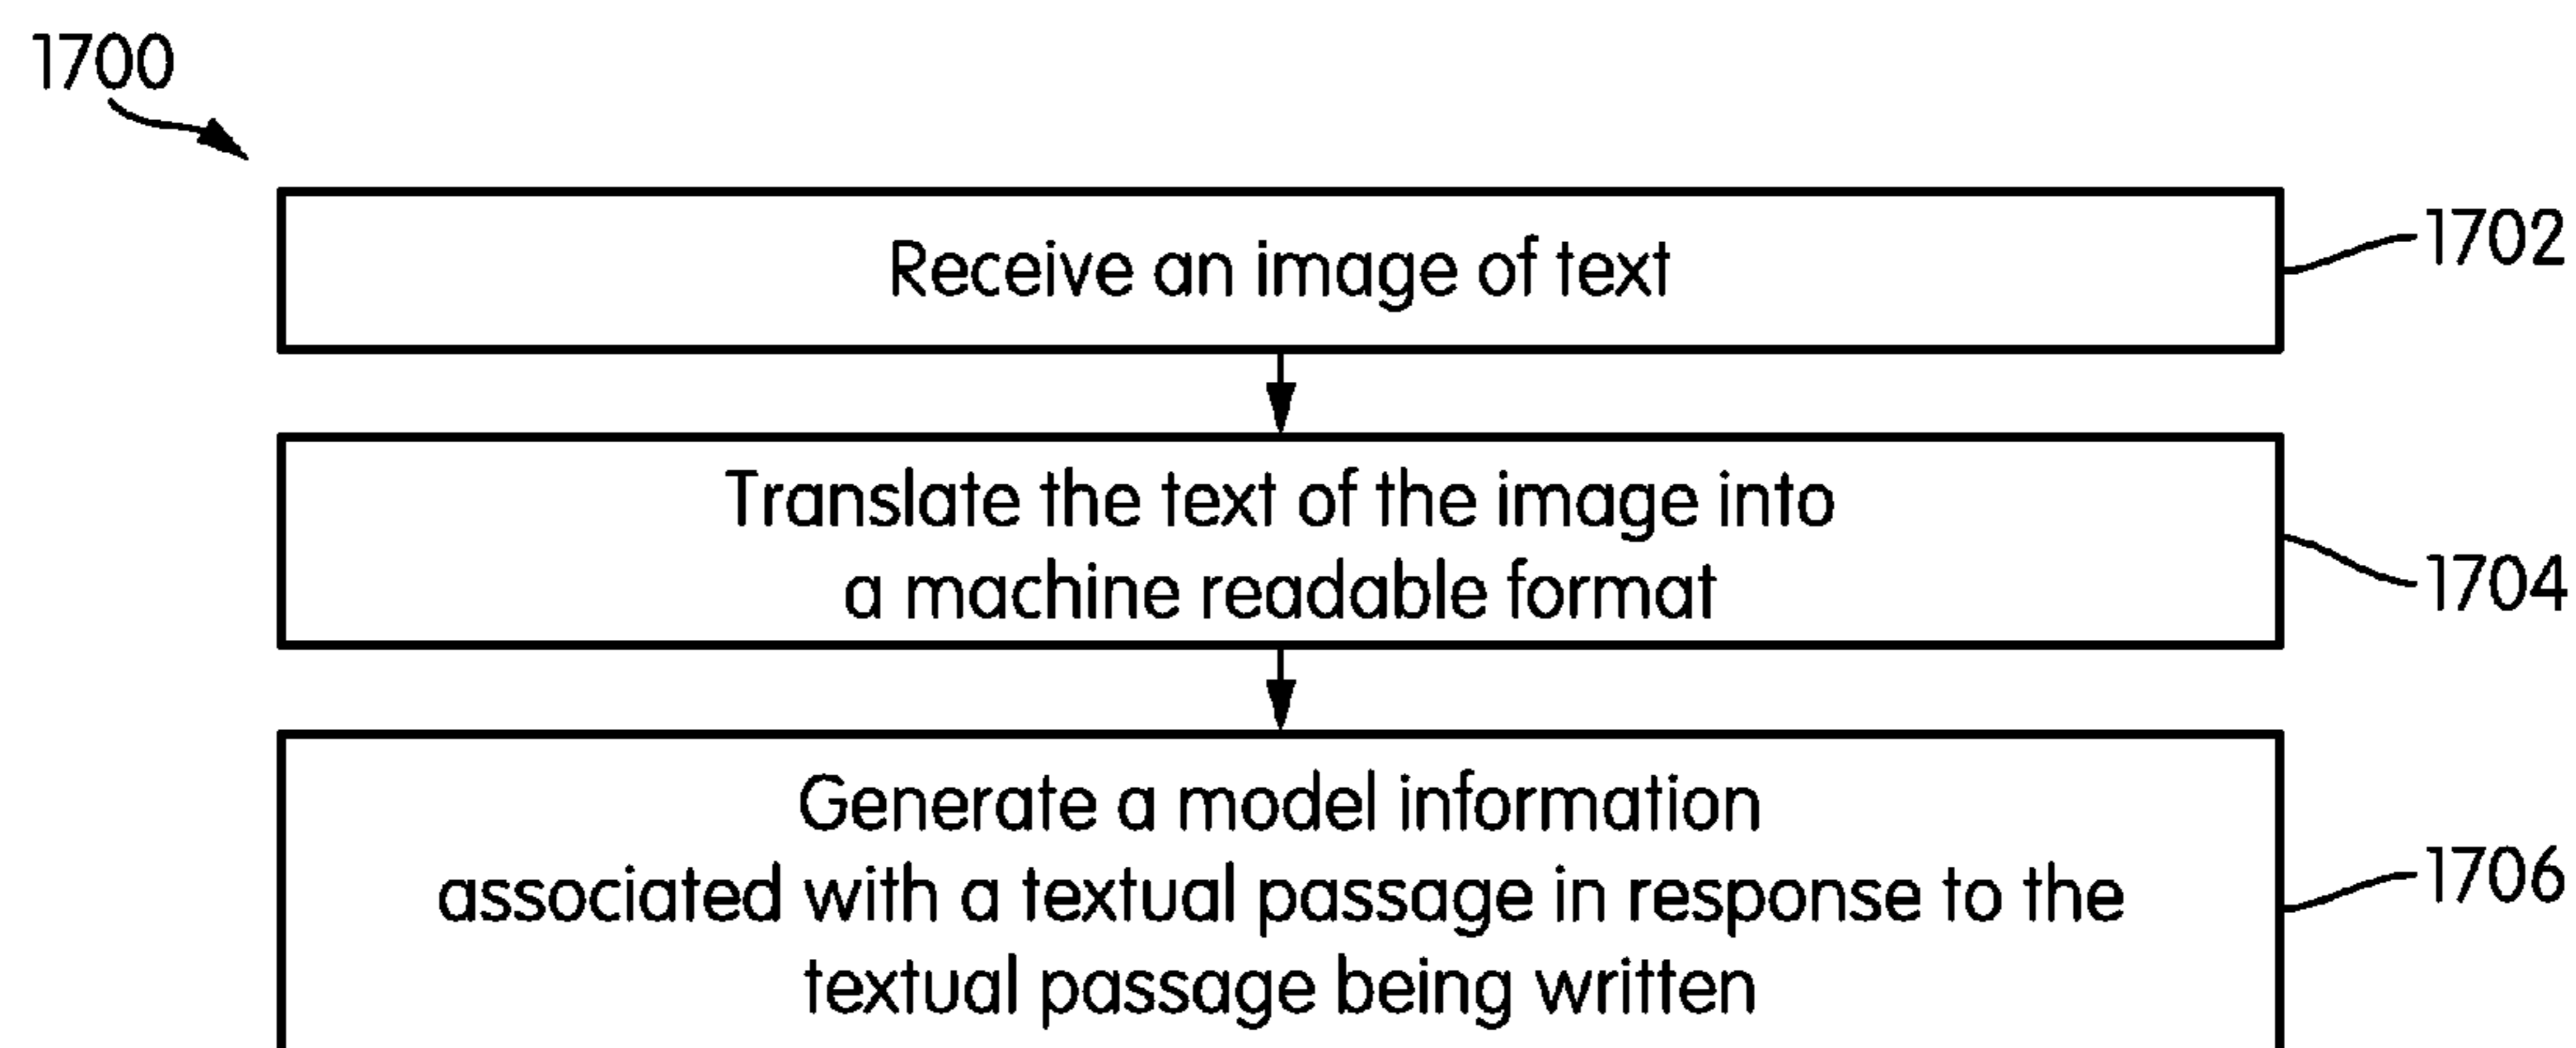 1700
Receive an image of text
1702
Translate the text of the image into
a machine readable format
1704
Generate a model information
associated with a textual passage in response to the
textual passage being written
1706